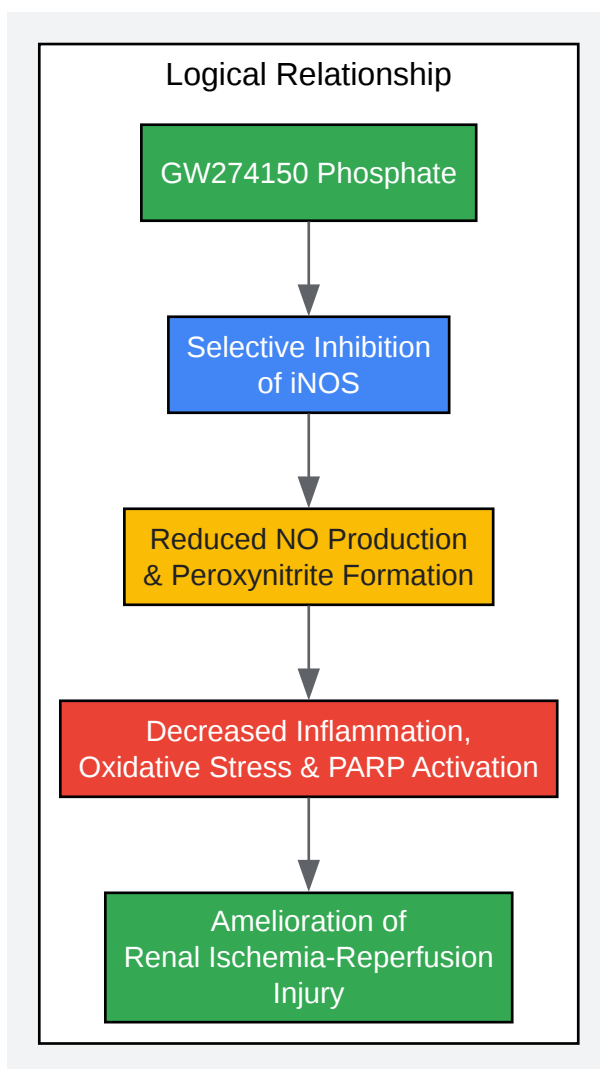 Logical Relationship
GW274150 Phosphate
Selective Inhibition
of iNOS
Reduced NO Production
& Peroxynitrite Formation
Decreased Inflammation,
Oxidative Stress & PARP Activation
Amelioration of
Renal Ischemia-Reperfusion
Injury